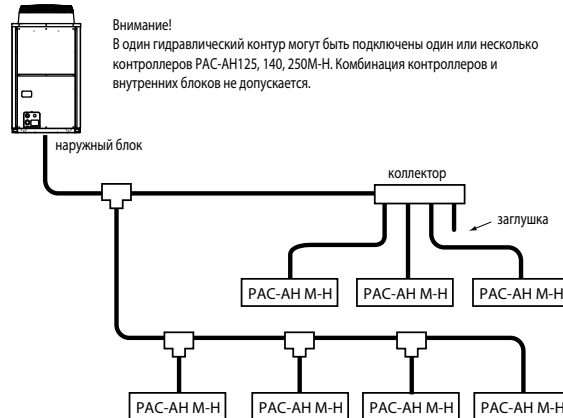 Внимание!
В один гидравлический контур могут быть подключены один или несколько
контроллеров PAC-AH125, 140, 250M-H. Комбинация контроллеров и
внутренних блоков не допускается.
наружный блок
коллектор
заглушка
PAC-AH M-H
PAC-AH M-H
PAC-AH M-H
PAC-AH M-H
PAC-AH M-H
PAC-AH M-H
PAC-AH M-H